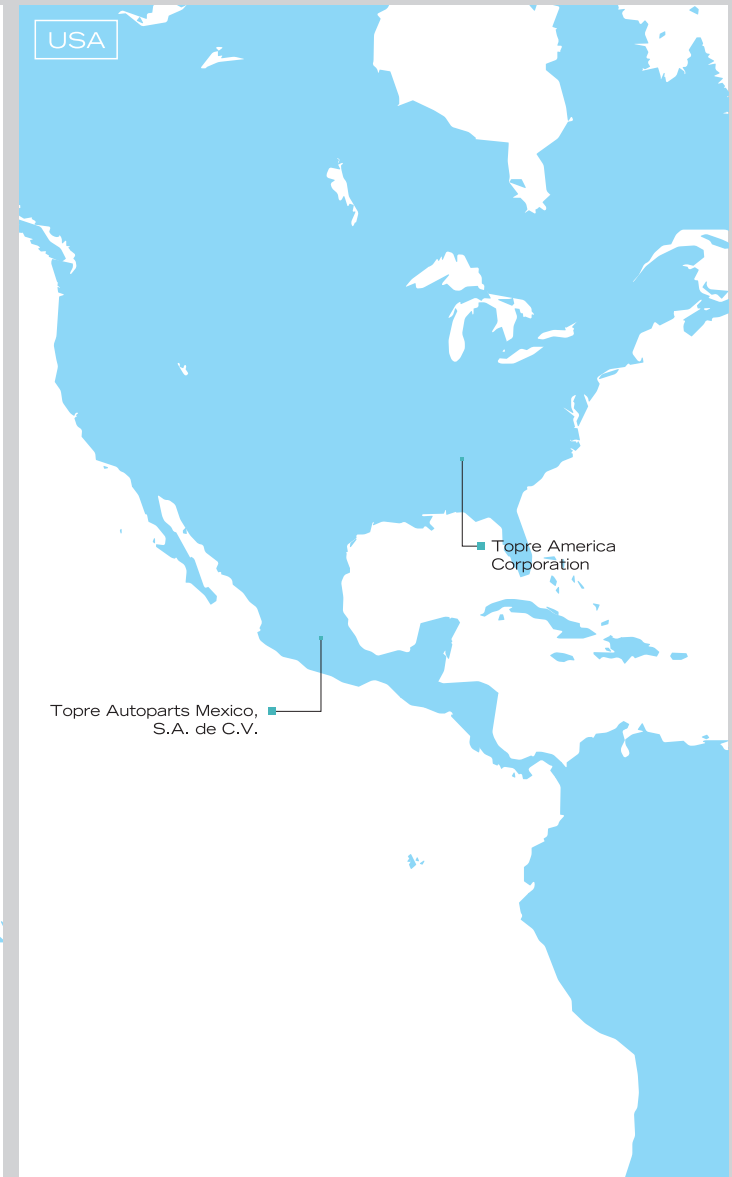 USA
Topre America
Corporation
Topre Autoparts Mexico,
S.A. de C.V.